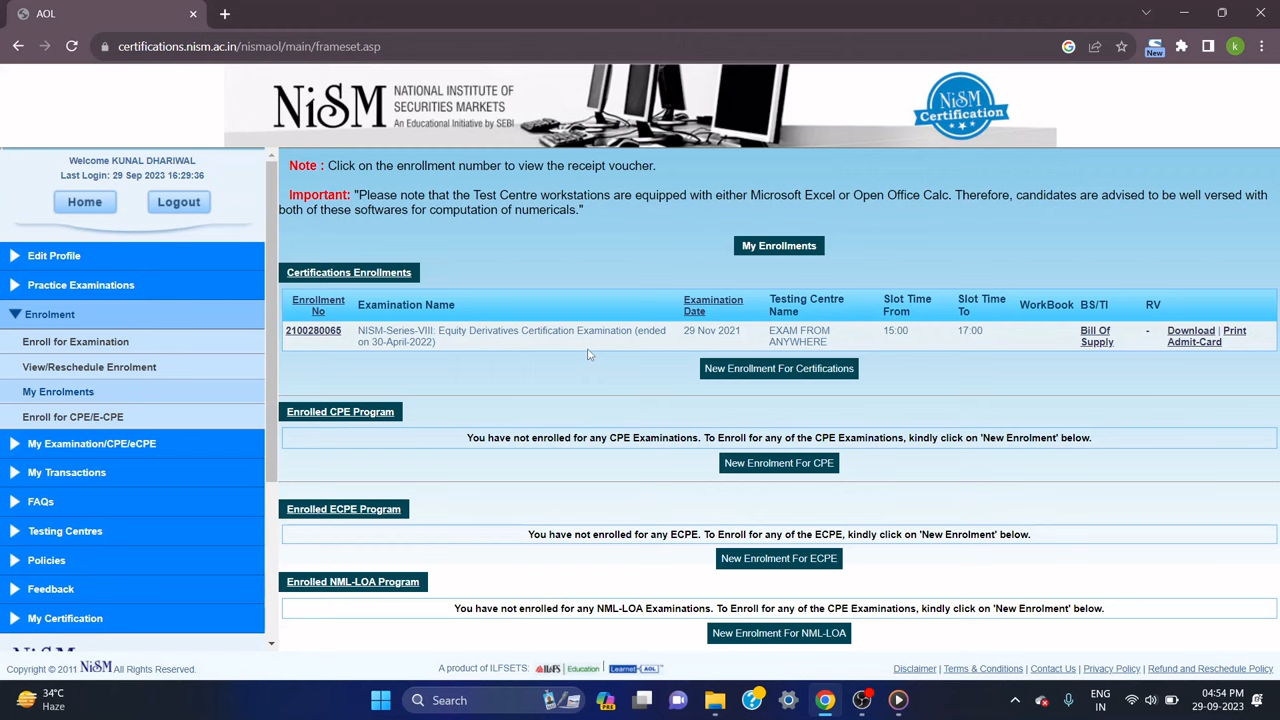 AOL
certifications.nism.ac.in/nismaol/main/frameset.asp
New
k
NiSM
NATIONAL INSTITUTE OF
SECURITIES MARKETS
An Educational Initiative by SEBI
NiSM
Certification
Welcome KUNAL DHARIWAL
Last Login: 29 Sep 2023 16:29:36
Home
Logout
Edit Profile
Practice Examinations
Enrolment
Enroll for Examination
View/Reschedule Enrolment
My Enrolments
Enroll for CPE/E-CPE
My Examination/CPE/eCPE
My Transactions
FAQs
Testing Centres
Policies
Feedback
My Certification
Note : Click on the enrollment number to view the receipt voucher.
Important: "Please note that the Test Centre workstations are equipped with either Microsoft Excel or Open Office Calc. Therefore, candidates are advised to be well versed with
both of these softwares for computation of numericals."
My Enrollments
Certifications Enrollments
Enrollment No Examination Name Examination Date Testing Centre Name Slot Time From Slot Time To WorkBook BS/TI RV
2100280065 NISM-Series-VIII: Equity Derivatives Certification Examination (ended 29 Nov 2021 EXAM FROM 15:00 17:00 Bill Of - Download | Print
on 30-April-2022) ANYWHERE Supply Admit-Card
New Enrollment For Certifications
Enrolled CPE Program
You have not enrolled for any CPE Examinations. To Enroll for any of the CPE Examinations, kindly click on 'New Enrolment' below.
New Enrolment For CPE
Enrolled ECPE Program
You have not enrolled for any ECPE. To Enroll for any of the ECPE, kindly click on 'New Enrolment' below.
New Enrolment For ECPE
Enrolled NML-LOA Program
You have not enrolled for any NML-LOA Examinations. To Enroll for any of the CPE Examinations, kindly click on 'New Enrolment' below.
New Enrolment For NML-LOA
Copyright © 2011 NiSM All Rights Reserved.
A product of ILFSETS: IL&FS Education LearnetAOL
Disclaimer | Terms & Conditions | Contact Us | Privacy Policy | Refund and Reschedule Policy
34°C
Haze
Search
PRE
ENG
IN
04:54 PM
29-09-2023